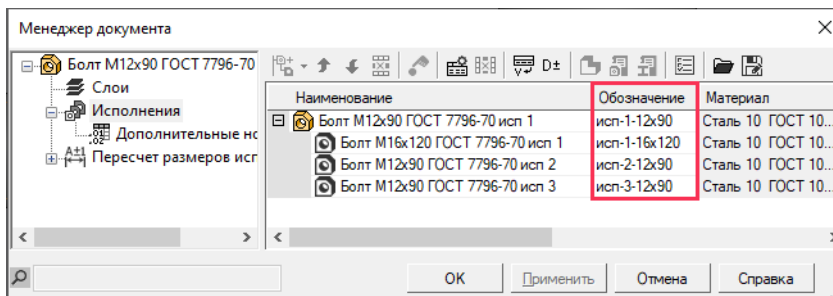 Менеджер документа
Болт М12х90 ГОСТ 7796-70
Слои
Исполнения
Дополнительные но
Пересчет размеров исп
D±
Наименование Обозначение Материал
Болт М12х90 ГОСТ 7796-70 исп 1 исп-1-12х90 Сталь 10 ГОСТ 10...
Болт М16х120 ГОСТ 7796-70 исп 1 исп-1-16х120 Сталь 10 ГОСТ 10...
Болт М12х90 ГОСТ 7796-70 исп 2 исп-2-12х90 Сталь 10 ГОСТ 10...
Болт М12х90 ГОСТ 7796-70 исп 3 исп-3-12х90 Сталь 10 ГОСТ 10...
OK Применить Отмена Справка